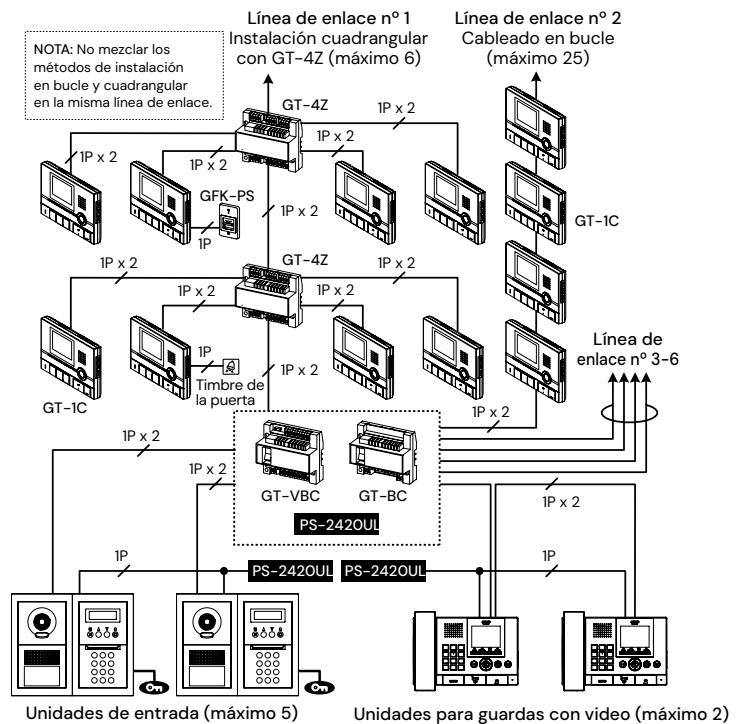 Línea de enlace nº 1
Instalación cuadrangular
con GT-4Z (máximo 6)
Línea de enlace nº 2
Cableado en bucle
(máximo 25)
NOTA: No mezclar los
métodos de instalación
en bucle y cuadrangular
en la misma línea de enlace.
GT-4Z
1P x 2
1P x 2
1P x 2
1P x 2
GFK-PS
1P
1P x 2
GT-1C
GT-4Z
1P x 2
1P x 2
1P x 2
1P x 2
1P
Timbre de
la puerta
1P x 2
GT-1C
Línea de
enlace nº 3-6
1P x 2
1P x 2
1P x 2
GT-VBC
GT-BC
PS-2420UL
1P x 2
1P
PS-2420UL
PS-2420UL
1P
Unidades de entrada (máximo 5)
Unidades para guardas con video (máximo 2)